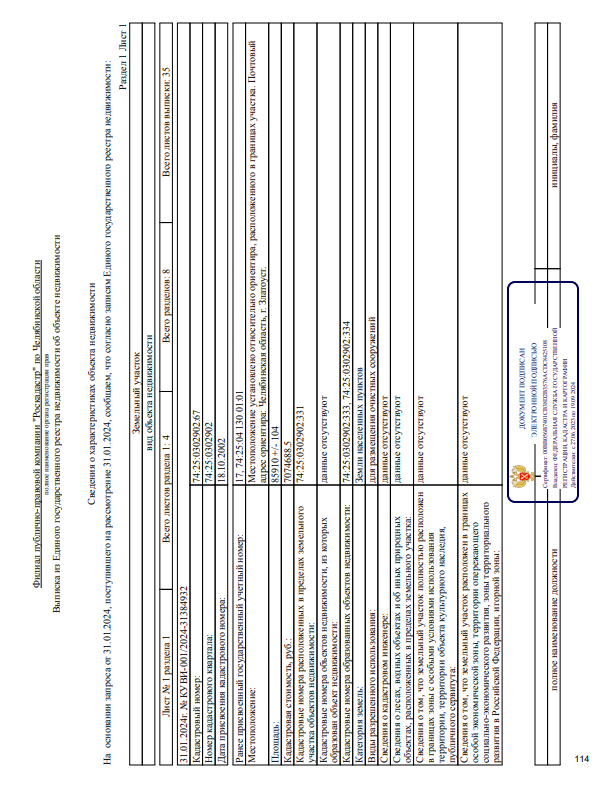 Филиал публично-правовой компании "Роскадастр" по Челябинской области
полное наименование органа регистрации прав
Выписка из Единого государственного реестра недвижимости об объекте недвижимости
Сведения о характеристиках объекта недвижимости
На основании запроса от 31.01.2024, поступившего на рассмотрение 31.01.2024, сообщаем, что согласно записям Единого государственного реестра недвижимости:
Раздел 1 Лист 1
Земельный участок
вид объекта недвижимости
Лист № 1 раздела 1 Всего листов раздела 1: 4 Всего разделов: 8 Всего листов выписки: 35
31.01.2024г. № КУВИ-001/2024-31384932
Кадастровый номер: 74:25:0302902:67
Номер кадастрового квартала: 74:25:0302902
Дата присвоения кадастрового номера: 18.10.2002
Ранее присвоенный государственный учетный номер: 17, 74:25:04 130 01:01
Местоположение: Местоположение установлено относительно ориентира, расположенного в границах участка. Почтовый
адрес ориентира: Челябинская область, г. Златоуст.
Площадь: 85910 +/- 104
Кадастровая стоимость, руб.: 7074688.5
Кадастровые номера расположенных в пределах земельного 74:25:0302902:331
участка объектов недвижимости:
Кадастровые номера объектов недвижимости, из которых данные отсутствуют
образован объект недвижимости:
Кадастровые номера образованных объектов недвижимости: 74:25:0302902:333, 74:25:0302902:334
Категория земель: Земли населенных пунктов
Виды разрешенного использования: для размещения очистных сооружений
Сведения о кадастровом инженере: данные отсутствуют
Сведения о лесах, водных объектах и об иных природных данные отсутствуют
объектах, расположенных в пределах земельного участка:
Сведения о том, что земельный участок полностью расположен данные отсутствуют
в границах зоны с особыми условиями использования
территории, территории объекта культурного наследия,
публичного сервитута:
Сведения о том, что земельный участок расположен в границах данные отсутствуют
особой экономической зоны, территории опережающего
социально-экономического развития, зоны территориального
развития в Российской Федерации, игорной зоны:
ДОКУМЕНТ ПОДПИСАН
ЭЛЕКТРОННОЙ ПОДПИСЬЮ
Владелец: ФЕДЕРАЛЬНАЯ СЛУЖБА ГОСУДАРСТВЕННОЙ
РЕГИСТРАЦИИ, КАДАСТРА И КАРТОГРАФИИ
Действителен: с 27.06.2023 по 19.09.2024
полное наименование должности инициалы, фамилия
114